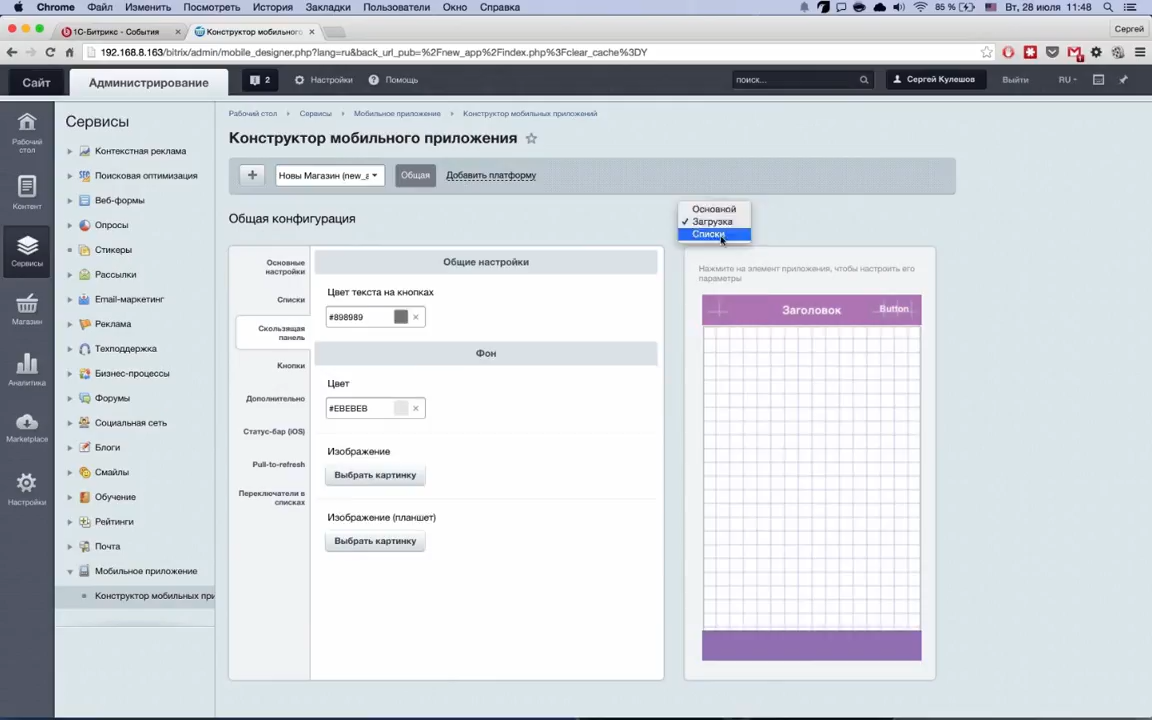 Chrome Файл Изменить Посмотреть История Закладки Пользователи Окно Справка 85 % Вт, 28 июля 11:48
1С-Битрикс - События Конструктор мобильного Сергей
192.168.8.163/bitrix/admin/mobile_designer.php?lang=ru&back_url_pub=%2Fnew_app%2Findex.php%3Fclear_cache%3DY
Сайт Администрирование 2 Настройки Помощь поиск... Сергей Кулешов Выйти RU
Рабочий стол
Контент
Сервисы
Магазин
Аналитика
Marketplace
Настройки
Сервисы
Контекстная реклама
Поисковая оптимизация
Веб-формы
Опросы
Стикеры
Рассылки
Email-маркетинг
Реклама
Техподдержка
Бизнес-процессы
Форумы
Социальная сеть
Блоги
Смайлы
Обучение
Рейтинги
Почта
Мобильное приложение
Конструктор мобильных при
Рабочий стол Сервисы Мобильное приложение Конструктор мобильных приложений
Конструктор мобильного приложения
Новы Магазин (new_a Общая Добавить платформу
Общая конфигурация
Основной
Загрузка
Списки
Основные
настройки
Списки
Скользящая
панель
Кнопки
Дополнительно
Статус-бар (iOS)
Pull-to-refresh
Переключатели в
списках
Общие настройки
Цвет текста на кнопках
#898989
Фон
Цвет
#EBEBEB
Изображение
Выбрать картинку
Изображение (планшет)
Выбрать картинку
Нажмите на элемент приложения, чтобы настроить его
параметры
Заголовок Button